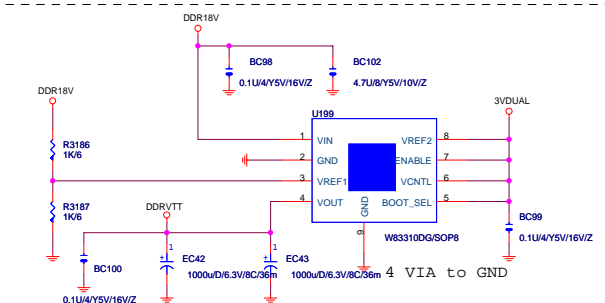 DDR18V
BC98
0.1U/4/Y5V/16V/Z
BC102
4.7U/8/Y5V/10V/Z
DDR18V
3VDUAL
U199
R3186
1K/6
1 VIN VREF2 8
2 GND ENABLE 7
3 VREF1 VCNTL 6
4 VOUT BOOT_SEL 5
GND
9
R3187
1K/6
DDRVTT
BC99
0.1U/4/Y5V/16V/Z
W83310DG/SOP8
1
EC42
1000u/D/6.3V/8C/36m
1
EC43
1000u/D/6.3V/8C/36m
4 VIA to GND
BC100
0.1U/4/Y5V/16V/Z